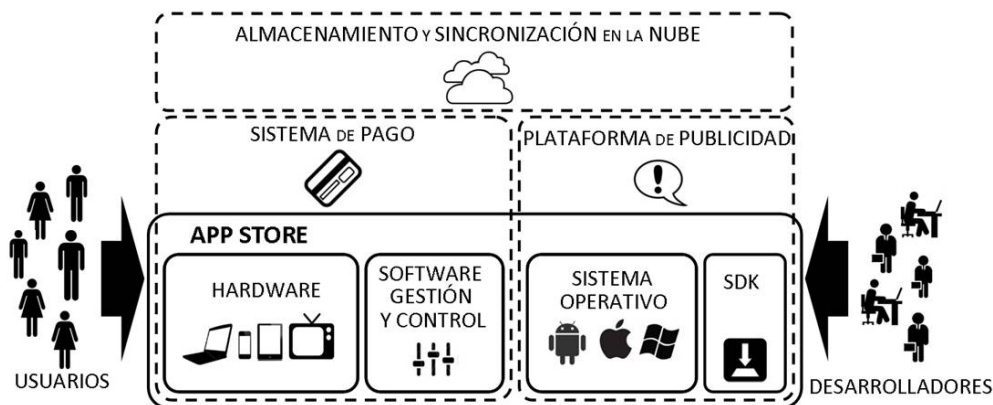 ALMACENAMIENTO Y SINCRONIZACIÓN EN LA NUBE
SISTEMA DE PAGO
PLATAFORMA DE PUBLICIDAD
APP STORE
HARDWARE
SOFTWARE
GESTIÓN
Y CONTROL
SISTEMA
OPERATIVO
SDK
USUARIOS
DESARROLLADORES